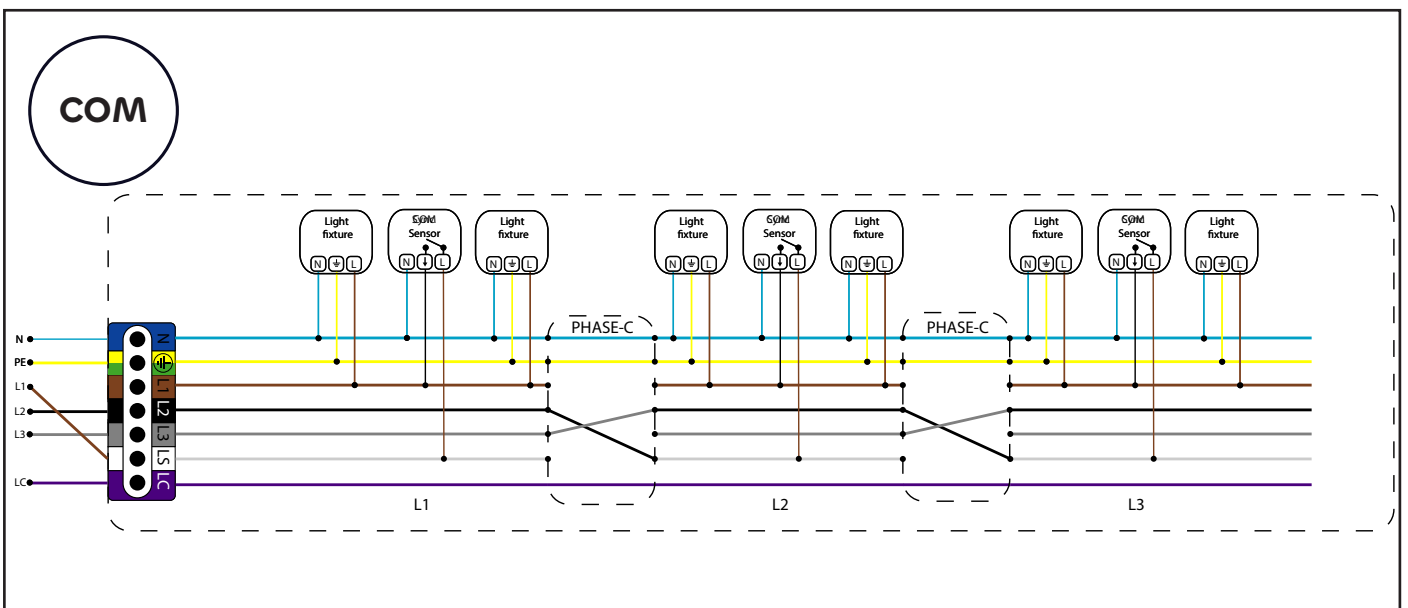 COM
Light
fixture
N L
Sensor
N L
Light
fixture
N L
Light
fixture
N L
Sensor
N L
Light
fixture
N L
Light
fixture
N L
Sensor
N L
Light
fixture
N L
PHASE-C
PHASE-C
N
PE
L1
L2
L3
LC
N
L1
L2
L3
LS
LC
L1
L2
L3